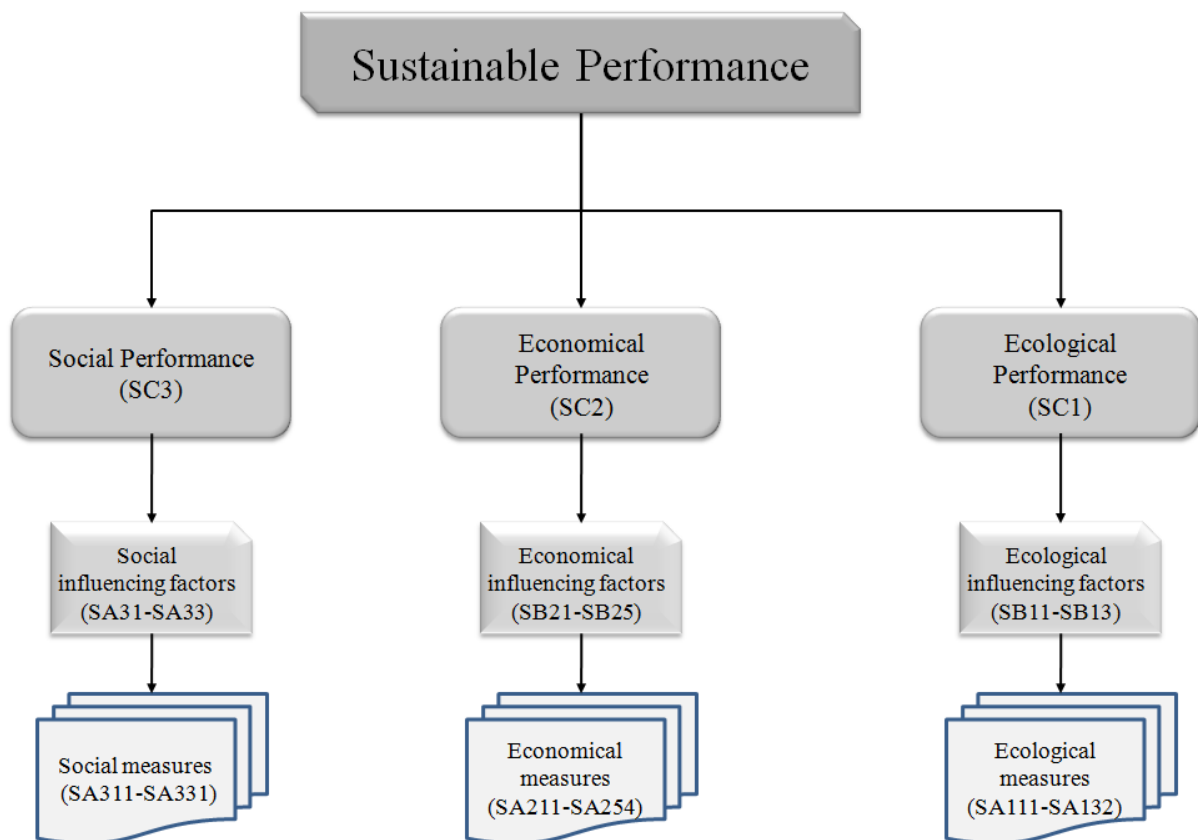 Sustainable Performance
Social Performance
(SC3)
Economical
Performance
(SC2)
Ecological
Performance
(SC1)
Social
influencing factors
(SA31-SA33)
Economical
influencing factors
(SB21-SB25)
Ecological
influencing factors
(SB11-SB13)
Social measures
(SA311-SA331)
Economical
measures
(SA211-SA254)
Ecological
measures
(SA111-SA132)